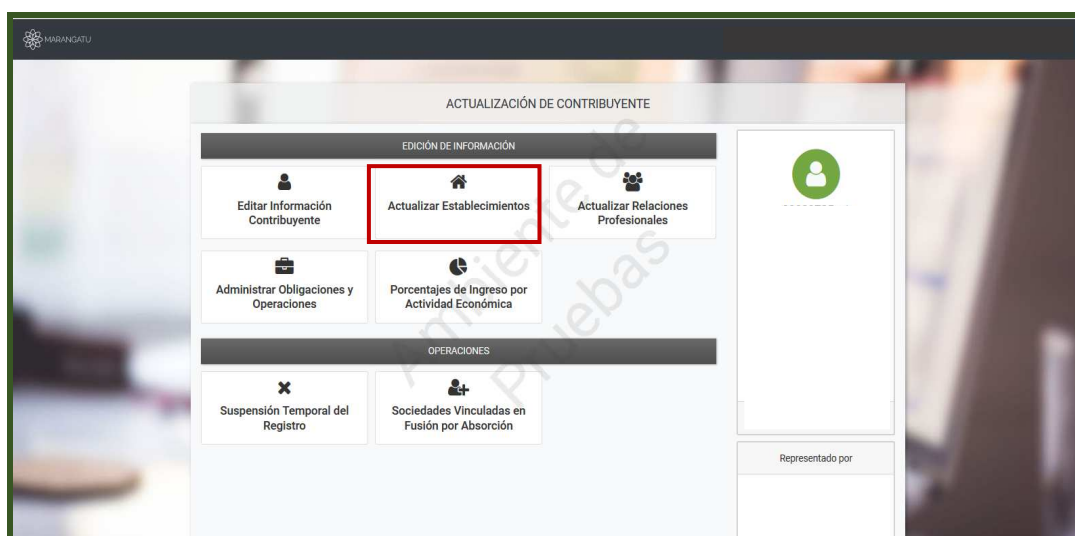 MARANGATU
ACTUALIZACIÓN DE CONTRIBUYENTE
EDICIÓN DE INFORMACIÓN
Editar Información
Contribuyente
Actualizar Establecimientos
Actualizar Relaciones
Profesionales
Administrar Obligaciones y
Operaciones
Porcentajes de Ingreso por
Actividad Económica
OPERACIONES
Suspensión Temporal del
Registro
Sociedades Vinculadas en
Fusión por Absorción
Representado por
Ambiente de
Pruebas